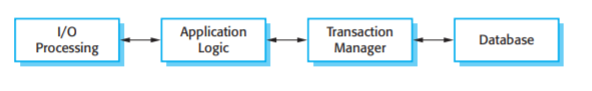 I/O
Processing
Application
Logic
Transaction
Manager
Database